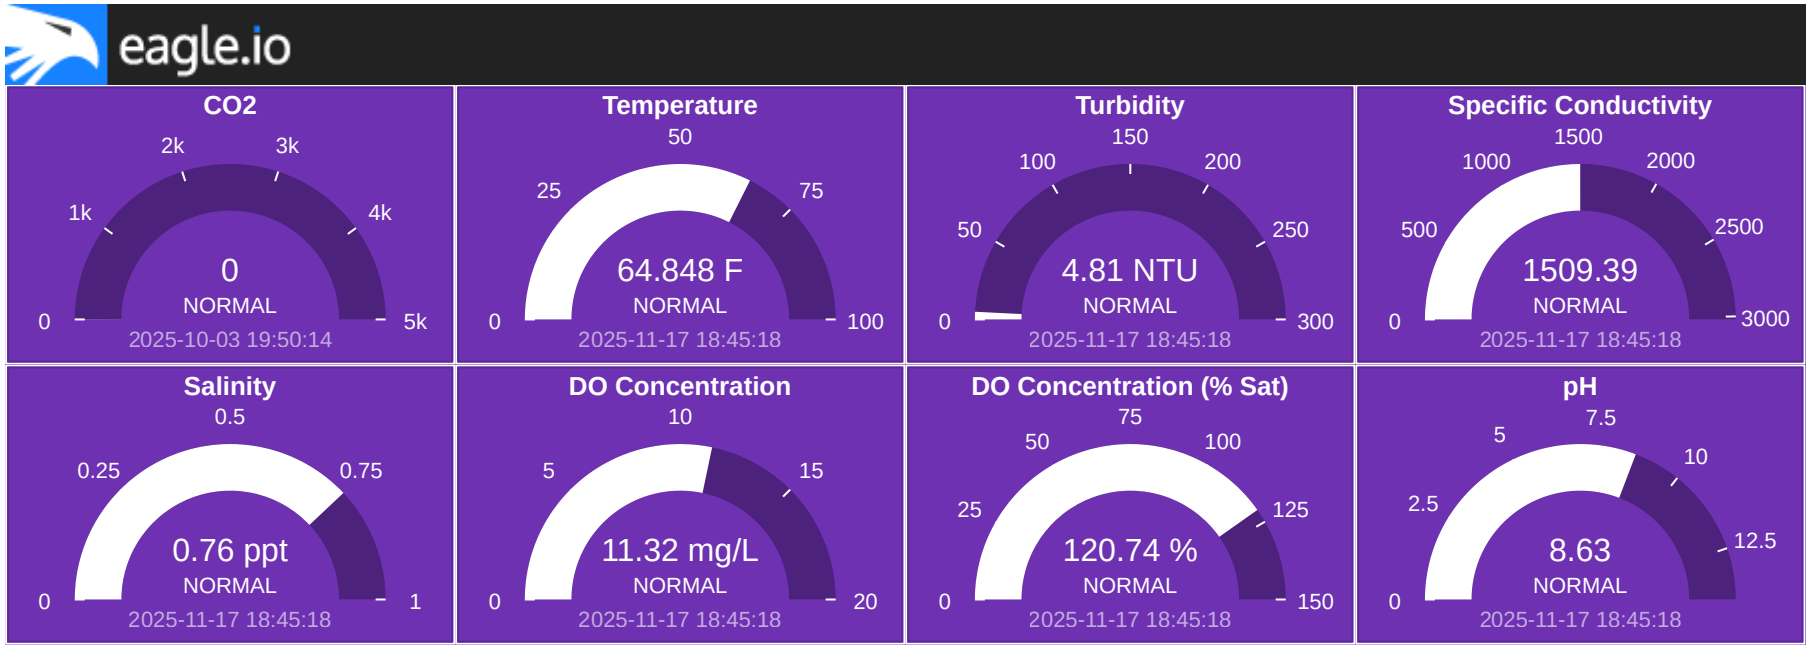 eagle.io
CO2
2k
3k
1k
4k
0
NORMAL
0
5k
2025-10-03 19:50:14
Temperature
50
25
75
64.848 F
NORMAL
0
100
2025-11-17 18:45:18
Turbidity
150
100
200
50
250
4.81 NTU
NORMAL
0
300
2025-11-17 18:45:18
Specific Conductivity
1500
1000
2000
500
2500
1509.39
NORMAL
0
3000
2025-11-17 18:45:18
Salinity
0.5
0.25
0.75
0.76 ppt
NORMAL
0
1
2025-11-17 18:45:18
DO Concentration
10
5
15
11.32 mg/L
NORMAL
0
20
2025-11-17 18:45:18
DO Concentration (% Sat)
75
50
100
25
125
120.74 %
NORMAL
0
150
2025-11-17 18:45:18
pH
7.5
5
10
2.5
12.5
8.63
NORMAL
0
2025-11-17 18:45:18